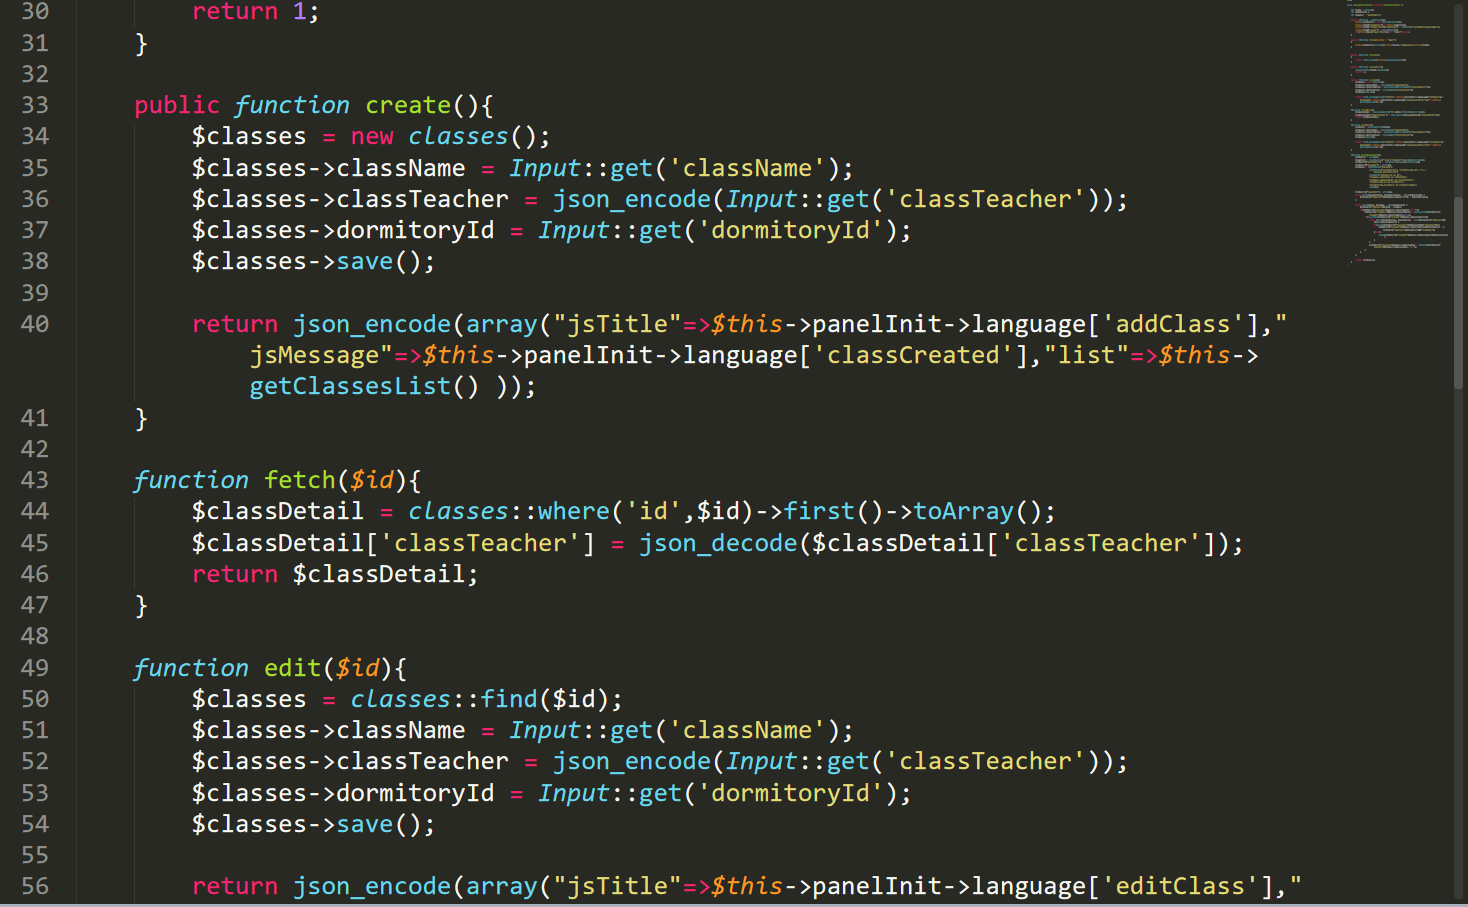 30 return 1;
31 }
32
33 public function create(){
34 $classes = new classes();
35 $classes->className = Input::get('className');
36 $classes->classTeacher = json_encode(Input::get('classTeacher'));
37 $classes->dormitoryId = Input::get('dormitoryId');
38 $classes->save();
39
40 return json_encode(array("jsTitle"=>$this->panelInit->language['addClass'],"
jsMessage"=>$this->panelInit->language['classCreated'],"list"=>$this->
getClassesList() ));
41 }
42
43 function fetch($id){
44 $classDetail = classes::where('id',$id)->first()->toArray();
45 $classDetail['classTeacher'] = json_decode($classDetail['classTeacher']);
46 return $classDetail;
47 }
48
49 function edit($id){
50 $classes = classes::find($id);
51 $classes->className = Input::get('className');
52 $classes->classTeacher = json_encode(Input::get('classTeacher'));
53 $classes->dormitoryId = Input::get('dormitoryId');
54 $classes->save();
55
56 return json_encode(array("jsTitle"=>$this->panelInit->language['editClass'],"